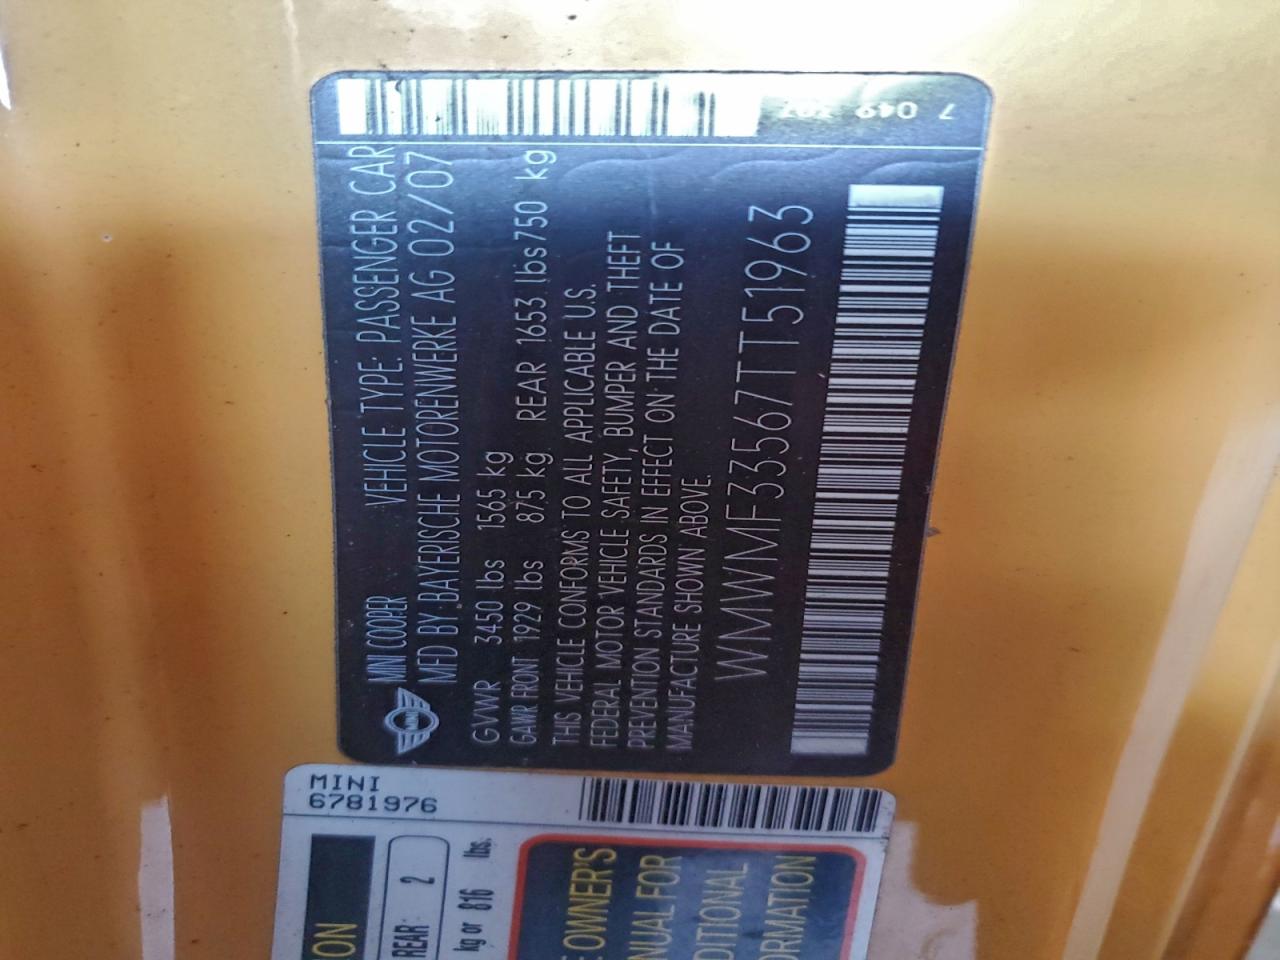 7 049 307
MINI COOPER VEHICLE TYPE: PASSENGER CAR
MFD BY: BAYERISCHE MOTORENWERKE AG 02/07
GVWR 3450 lbs 1565 kg
GAWR FRONT 1929 lbs 875 kg REAR 1653 lbs 750 kg
THIS VEHICLE CONFORMS TO ALL APPLICABLE U.S.
FEDERAL MOTOR VEHICLE SAFETY, BUMPER AND THEFT
PREVENTION STANDARDS IN EFFECT ON THE DATE OF
MANUFACTURE SHOWN ABOVE.
WMWMF33567TT51963
MINI
MINI
6781976
ON
REAR: 2
kg or 816 lbs.
E OWNER'S
NUAL FOR
DITIONAL
ORMATION